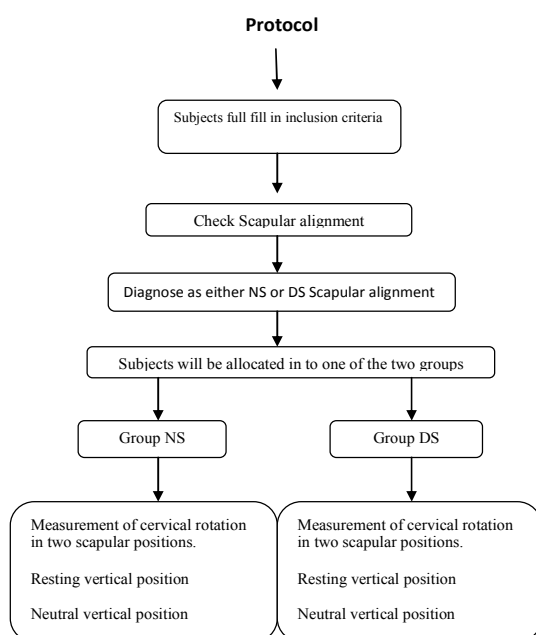 Protocol
Subjects full fill in inclusion criteria
Check Scapular alignment
Diagnose as either NS or DS Scapular alignment
Subjects will be allocated in to one of the two groups
Group NS
Group DS
Measurement of cervical rotation
in two scapular positions.
Resting vertical position
Neutral vertical position
Measurement of cervical rotation
in two scapular positions.
Resting vertical position
Neutral vertical position